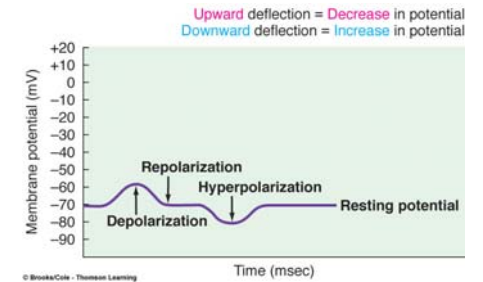 Upward deflection = Decrease in potential
Downward deflection = Increase in potential
Membrane potential (mV)
+20
+10
0
–10
–20
–30
–40
–50
–60
–70
–80
–90
Repolarization
Hyperpolarization
Depolarization
Resting potential
Time (msec)
© Brooks/Cole - Thomson Learning